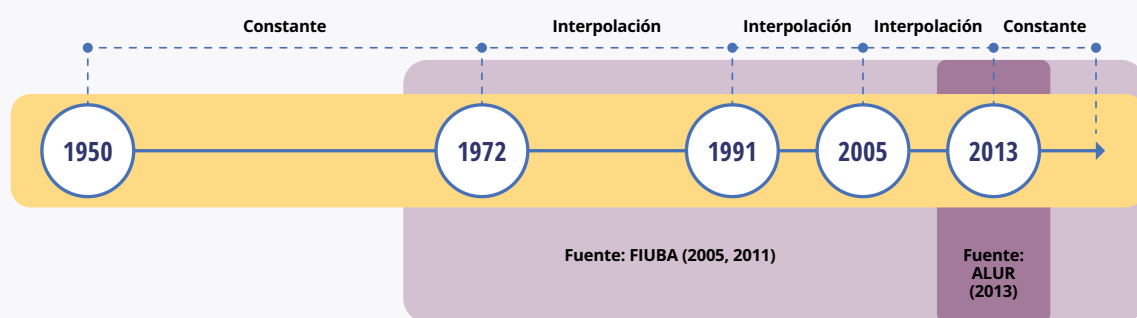 Constante
Interpolación
Interpolación
Interpolación
Constante
1950
1972
1991
2005
2013
Fuente: FIUBA (2005, 2011)
Fuente:
ALUR
(2013)